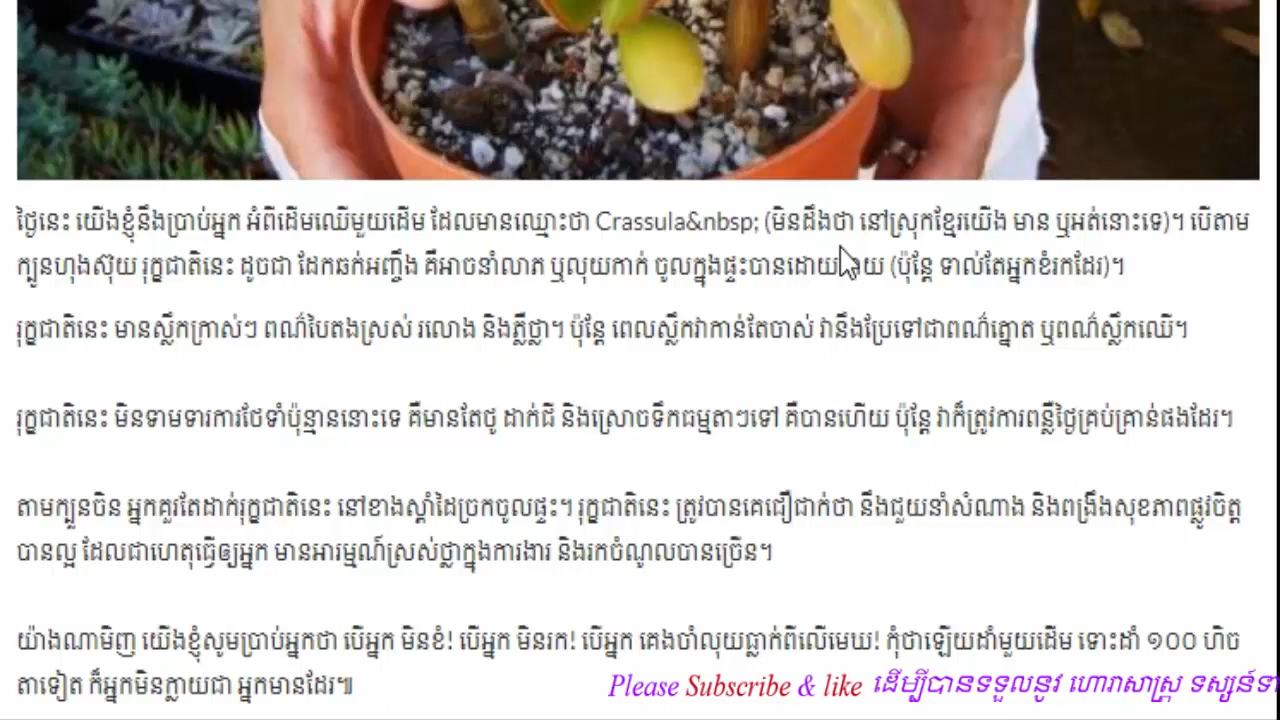 ថ្ងៃនេះ យើងខ្ញុំនឹងប្រាប់អ្នក អំពីដើមឈើមួយដើម ដែលមានឈ្មោះថា Crassula&nbsp; (មិនដឹងថា នៅស្រុកខ្មែរយើង មាន ឬអត់នោះទេ)។ បើតាម
ក្បួនហុងស៊ុយ រុក្ខជាតិនេះ ដូចជា ដែកឆក់អញ្ចឹង គឺអាចនាំលាភ ឬលុយកាក់ ចូលក្នុងផ្ទះបានដោយ (ប៉ុន្តែ ទាល់តែអ្នកខំរកដែរ)។
រុក្ខជាតិនេះ មានស្លឹកក្រាស់ៗ ពណ៌បៃតងស្រស់ រលោង និងភ្លឺថ្លា។ ប៉ុន្តែ ពេលស្លឹកវាកាន់តែចាស់ វានឹងប្រែទៅជាពណ៌ត្នោត ឬពណ៌ស្លឹកឈើ។
រុក្ខជាតិនេះ មិនទាមទារការថែទាំប៉ុន្មាននោះទេ គឺមានតែថូ ដាក់ជី និងស្រោចទឹកធម្មតាៗទៅ គឺបានហើយ ប៉ុន្តែ វាក៏ត្រូវការពន្លឺថ្ងៃគ្រប់គ្រាន់ផងដែរ។
តាមក្បួនចិន អ្នកគួរតែដាក់រុក្ខជាតិនេះ នៅខាងស្តាំដៃច្រកចូលផ្ទះ។ រុក្ខជាតិនេះ ត្រូវបានគេជឿជាក់ថា នឹងជួយនាំសំណាង និងពង្រឹងសុខភាពផ្លូវចិត្ត
បានល្អ ដែលជាហេតុធ្វើឲ្យអ្នក មានអារម្មណ៍ស្រស់ថ្លាក្នុងការងារ និងរកចំណូលបានច្រើន។
យ៉ាងណាមិញ យើងខ្ញុំសូមប្រាប់អ្នកថា បើអ្នក មិនខំ! បើអ្នក មិនរក! បើអ្នក គេងចាំលុយធ្លាក់ពីលើមេឃ! កុំថាឡើយដាំមួយដើម ទោះដាំ ១០០ ហិច
តាទៀត ក៏អ្នកមិនក្លាយជា អ្នកមានដែរ៕
Please Subscribe & like ដើម្បីបានទទួលនូវ ហោរាសាស្ត្រ ទស្សន៍ទា